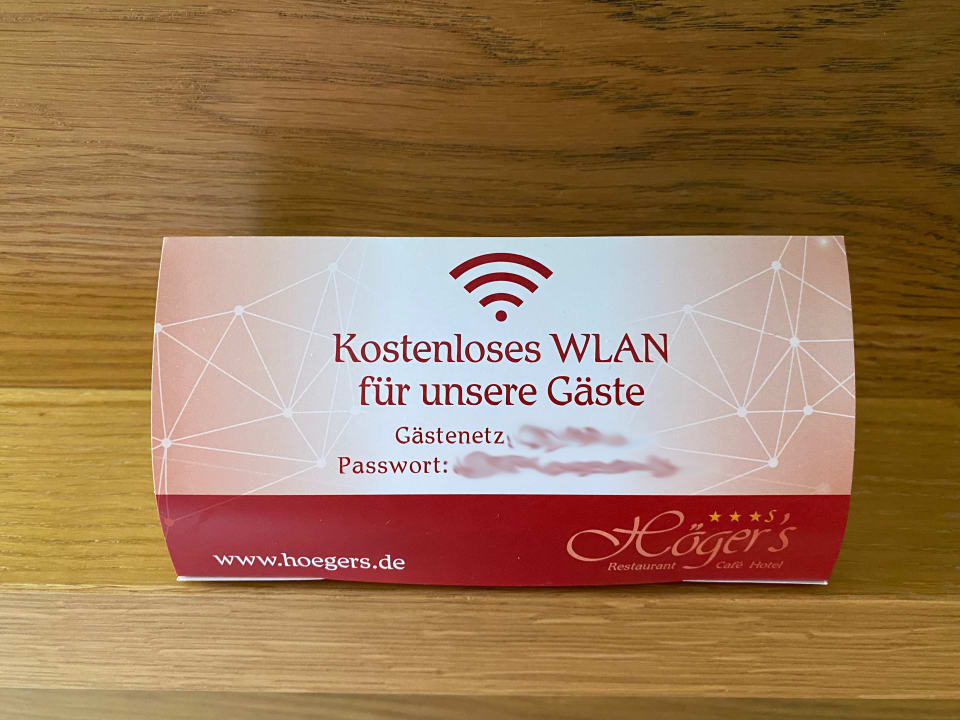 Kostenloses WLAN
für unsere Gäste
Gästenetz
Passwort:
www.hoegers.de
★★★S
Höger's
Restaurant Café Hotel